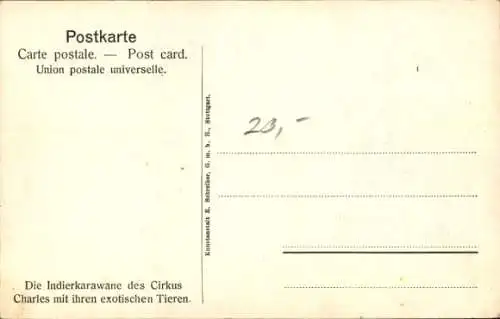 Postkarte
Carte postale. — Post card.
Union postale universelle.
Kunstanstalt E. Schreiber, G. m. b. H., Stuttgart.
23,-
Die Indierkarawane des Cirkus
Charles mit ihren exotischen Tieren.